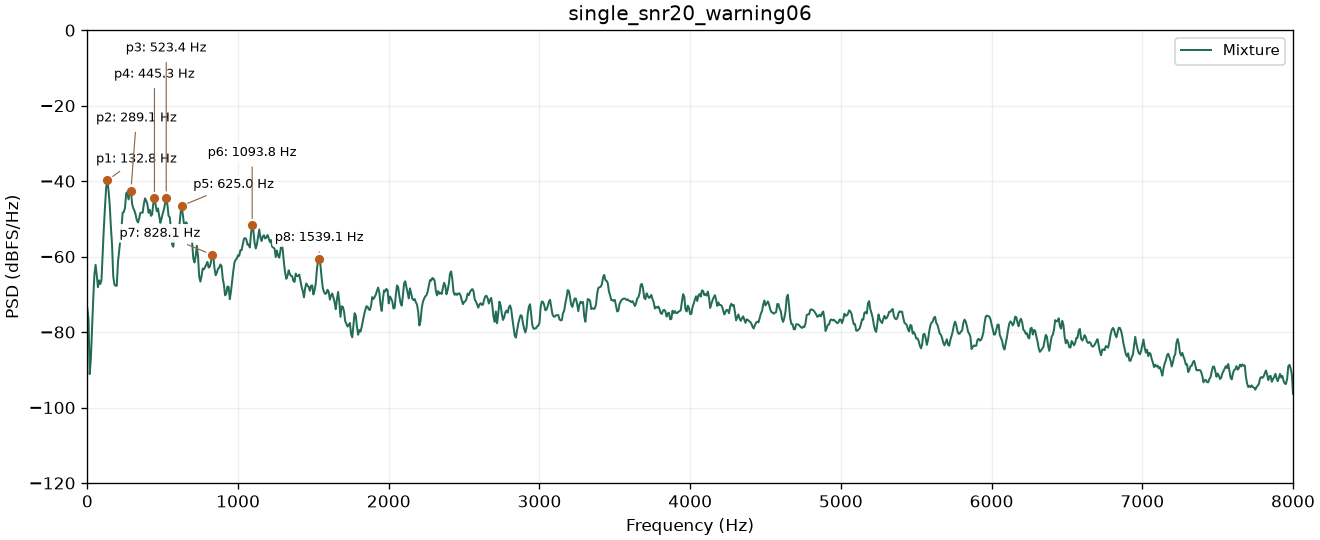 single_snr20_warning06
Mixture
p3: 523.4 Hz
p4: 445.3 Hz
p2: 289.1 Hz
p1: 132.8 Hz
p6: 1093.8 Hz
p5: 625.0 Hz
p7: 828.1 Hz
p8: 1539.1 Hz
PSD (dBFS/Hz)
0
−20
−40
−60
−80
−100
−120
0 1000 2000 3000 4000 5000 6000 7000 8000
Frequency (Hz)